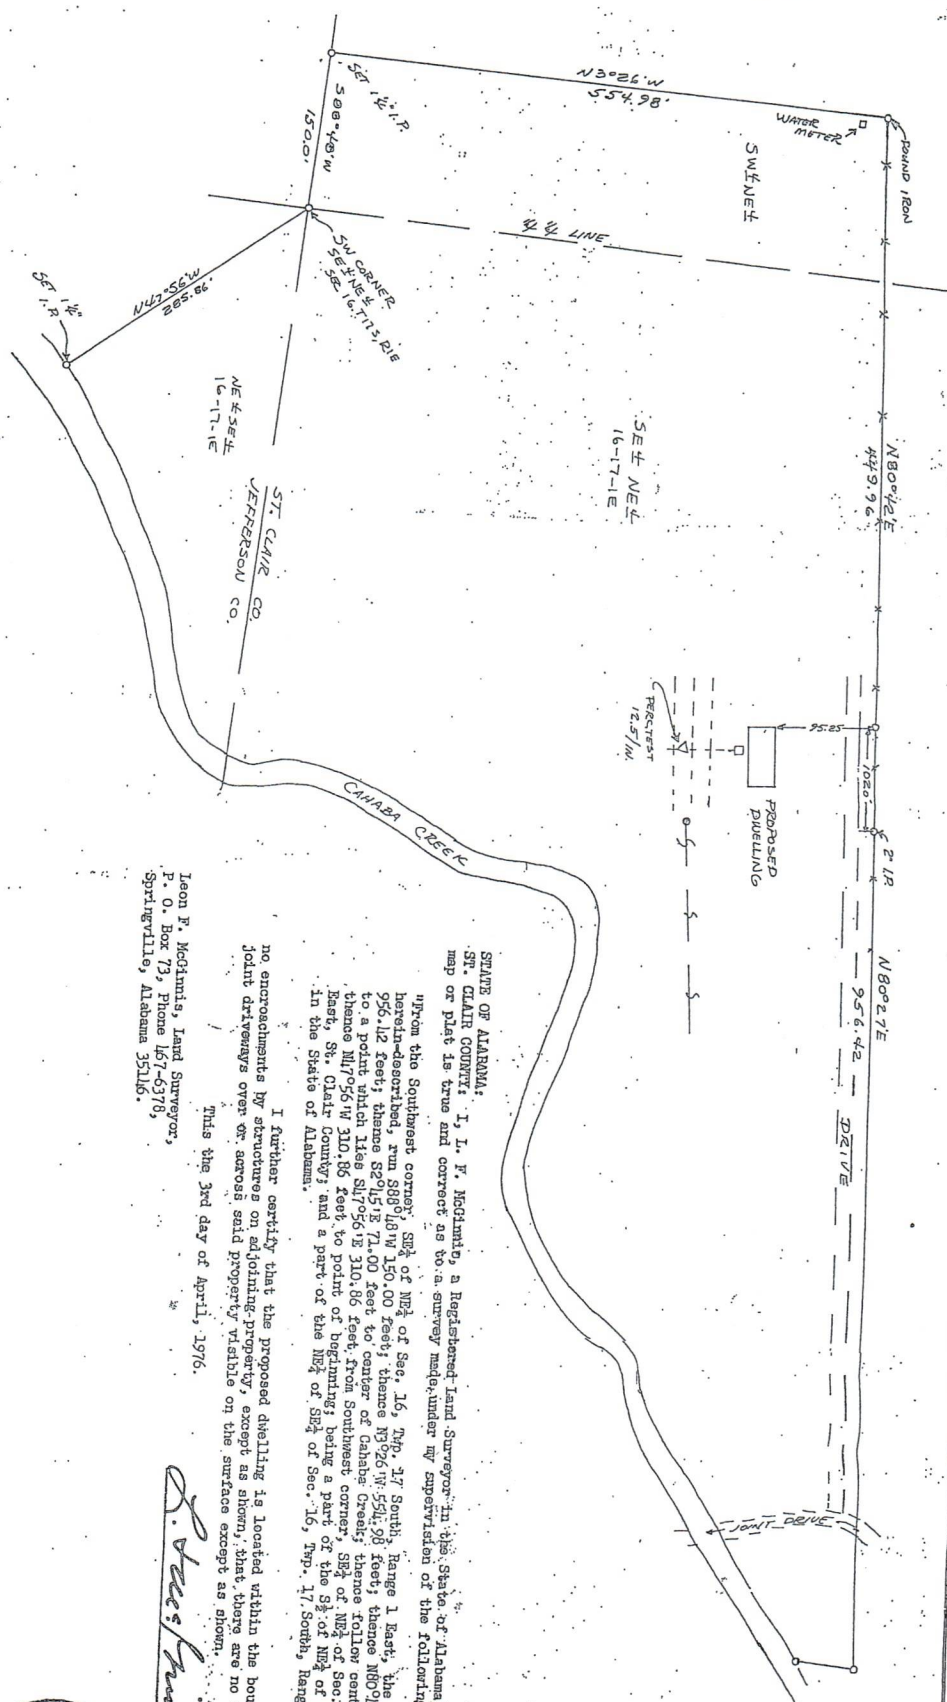 FOUND IRON
WATER METER
N3°26'W
554.98'
SW¼ NE¼
SET 1¼" I.P.
S88°48'W
150.0'
¼ ¼ LINE
SW CORNER
SE¼ NE¼
SEC 16, T17S, R1E
N47°56'W
285.86'
SET 1¼"
I.P.
NE¼ SE¼
16-17-1E
SE¼ NE¼
16-17-1E
ST. CLAIR CO.
JEFFERSON CO.
N80°42'E
449.96'
95.25
1020'
2" I.P.
PERC TEST
12.5/IN.
PROPOSED
DWELLING
CAHABA CREEK
N80°27'E
956.42
DRIVE
JOINT DRIVE
STATE OF ALABAMA:
ST. CLAIR COUNTY: I, L. F. McGinnis, a Registered Land Surveyor in the State of Alabama
map or plat is true and correct as to a survey made under my supervision of the following
"From the Southwest corner, SE¼ of NE¼ of Sec. 16, Twp. 17 South, Range 1 East, the
herein-described, run S88°48'W 150.00 feet; thence N3°26'W 554.98 feet; thence N80°
956.42 feet; thence S2°45'E 71.00 feet to center of Cahaba Creek; thence follow cent
to a point which lies S47°56'E 310.86 feet from Southwest corner, SE¼ of NE¼ of Sec.
thence N47°56'W 310.86 feet to point of beginning; being a part of the S½ of NE¼ of
East, St. Clair County; and a part of the NE¼ of SE¼ of Sec. 16, Twp. 17 South, Rang
in the State of Alabama.
I further certify that the proposed dwelling is located within the bou
no encroachments by structures on adjoining property, except as shown, that there are no
joint driveways over or across said property visible on the surface except as shown.
This the 3rd day of April, 1976.
Leon F. McGinnis, Land Surveyor,
P. O. Box 73, Phone 467-6378,
Springville, Alabama 35146.